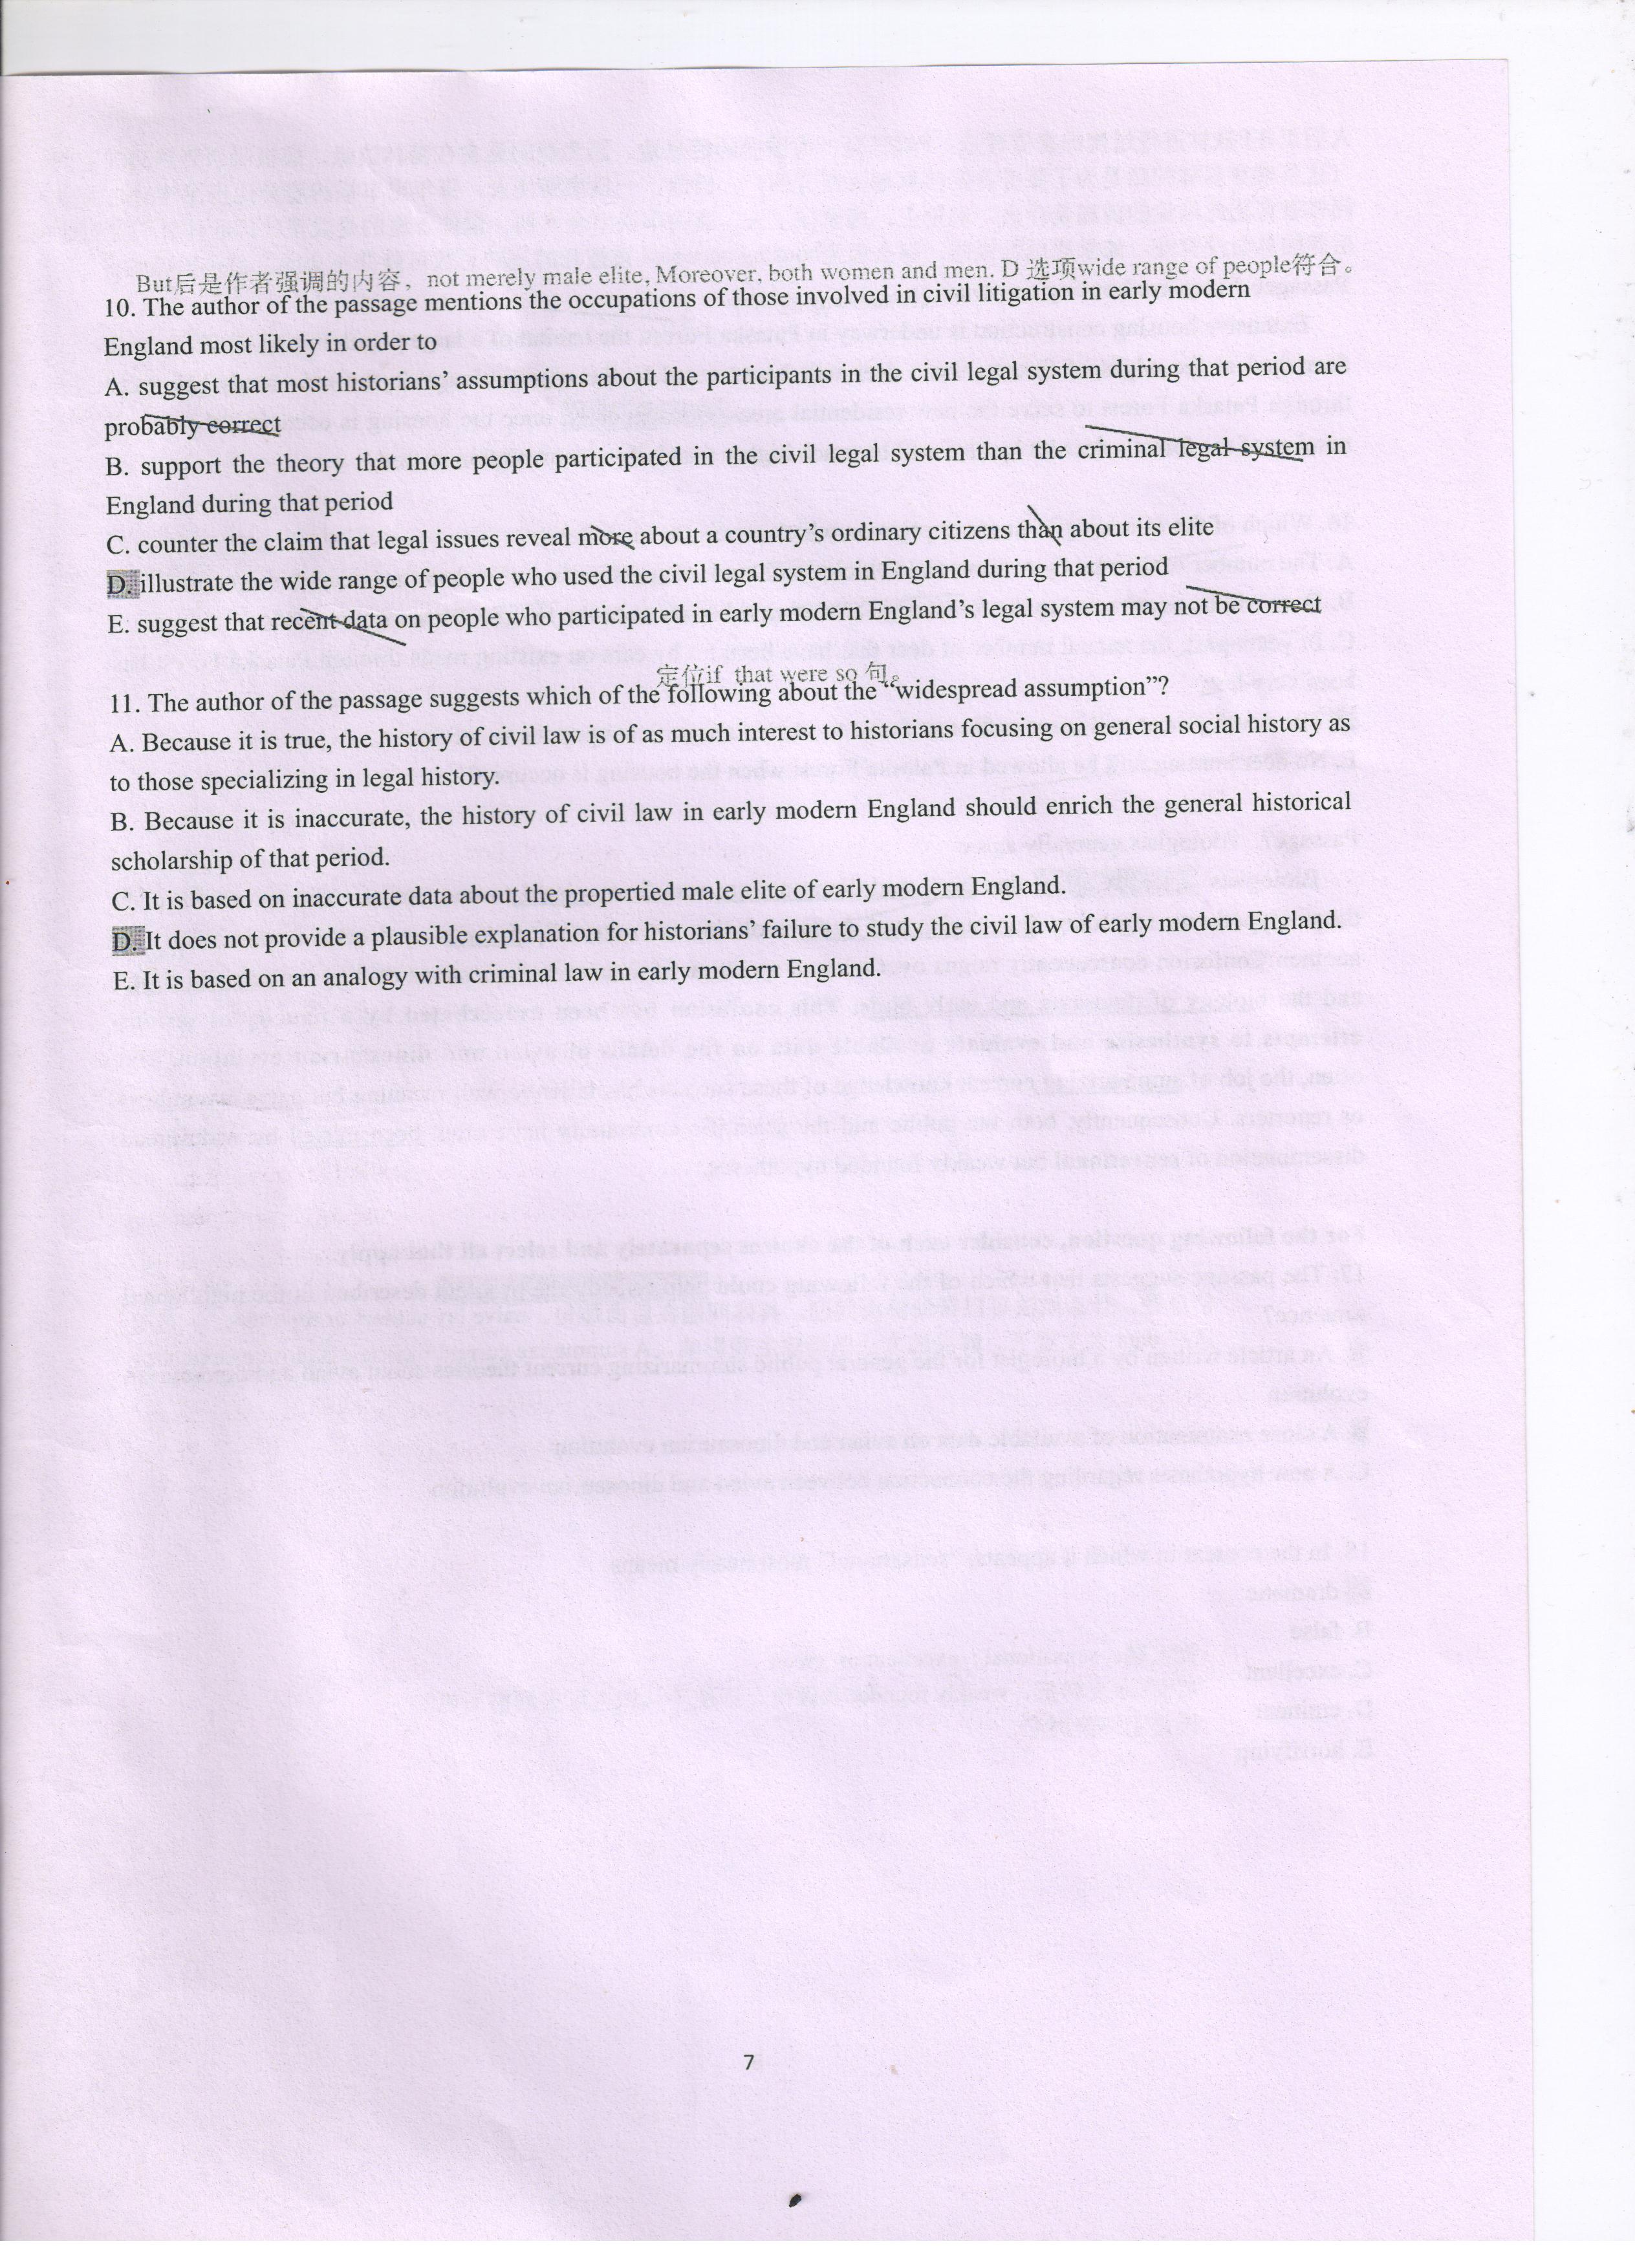 But后是作者强调的内容，not merely male elite, Moreover, both women and men. D 选项wide range of people符合。
10. The author of the passage mentions the occupations of those involved in civil litigation in early modern
England most likely in order to
A. suggest that most historians’ assumptions about the participants in the civil legal system during that period are
probably correct
B. support the theory that more people participated in the civil legal system than the criminal legal system in
England during that period
C. counter the claim that legal issues reveal more about a country’s ordinary citizens than about its elite
D. illustrate the wide range of people who used the civil legal system in England during that period
E. suggest that recent data on people who participated in early modern England’s legal system may not be correct
定位if that were so 句。
11. The author of the passage suggests which of the following about the “widespread assumption”?
A. Because it is true, the history of civil law is of as much interest to historians focusing on general social history as
to those specializing in legal history.
B. Because it is inaccurate, the history of civil law in early modern England should enrich the general historical
scholarship of that period.
C. It is based on inaccurate data about the propertied male elite of early modern England.
D. It does not provide a plausible explanation for historians’ failure to study the civil law of early modern England.
E. It is based on an analogy with criminal law in early modern England.
7